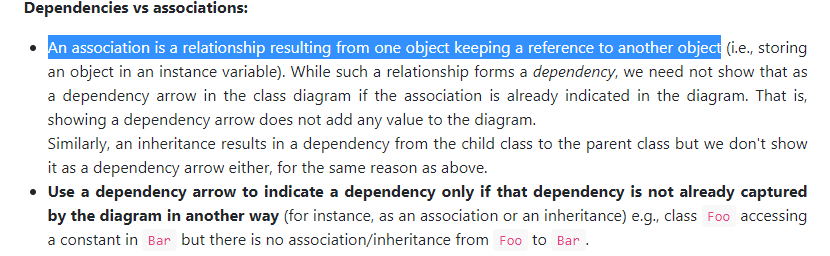 Dependencies vs associations:
• An association is a relationship resulting from one object keeping a reference to another object (i.e., storing
an object in an instance variable). While such a relationship forms a dependency, we need not show that as
a dependency arrow in the class diagram if the association is already indicated in the diagram. That is,
showing a dependency arrow does not add any value to the diagram.
Similarly, an inheritance results in a dependency from the child class to the parent class but we don't show
it as a dependency arrow either, for the same reason as above.
• Use a dependency arrow to indicate a dependency only if that dependency is not already captured
by the diagram in another way (for instance, as an association or an inheritance) e.g., class Foo accessing
a constant in Bar but there is no association/inheritance from Foo to Bar.